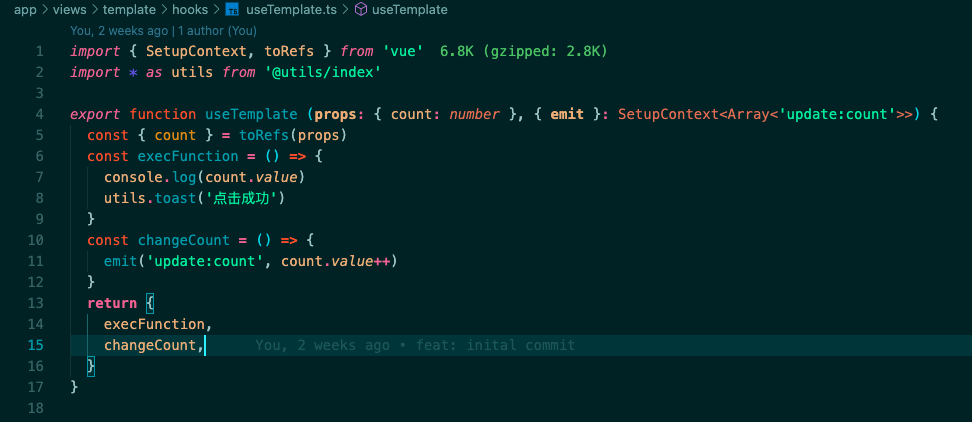 app > views > template > hooks > TS useTemplate.ts > useTemplate
You, 2 weeks ago | 1 author (You)
1 import { SetupContext, toRefs } from 'vue' 6.8K (gzipped: 2.8K)
2 import * as utils from '@utils/index'
3
4 export function useTemplate (props: { count: number }, { emit }: SetupContext<Array<'update:count'>>) {
5 const { count } = toRefs(props)
6 const execFunction = () => {
7 console.log(count.value)
8 utils.toast('点击成功')
9 }
10 const changeCount = () => {
11 emit('update:count', count.value++)
12 }
13 return {
14 execFunction,
15 changeCount, You, 2 weeks ago • feat: inital commit
16 }
17 }
18